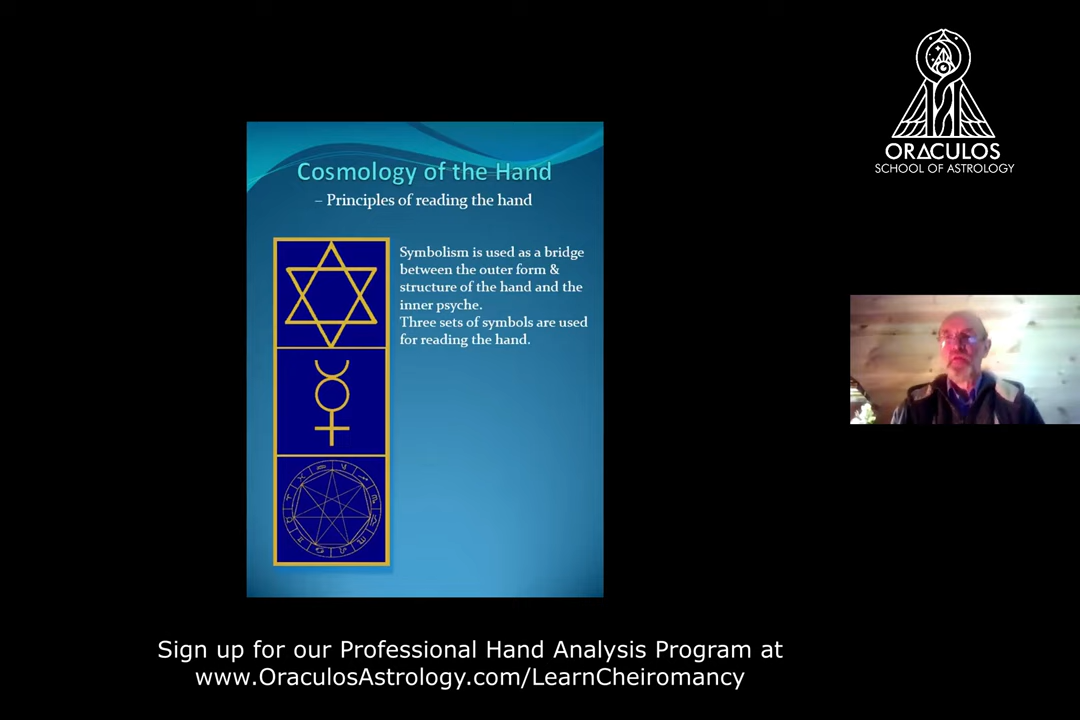 ORACULOS
SCHOOL OF ASTROLOGY
Cosmology of the Hand
– Principles of reading the hand
Symbolism is used as a bridge
between the outer form &
structure of the hand and the
inner psyche.
Three sets of symbols are used
for reading the hand.
Sign up for our Professional Hand Analysis Program at
www.OraculosAstrology.com/LearnCheiromancy